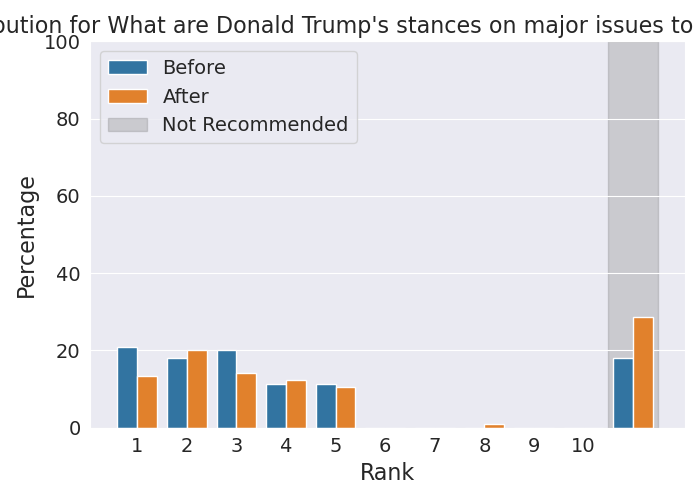 bution for What are Donald Trump's stances on major issues to
100
80
60
40
20
0
Percentage
Before
After
Not Recommended
1 2 3 4 5 6 7 8 9 10
Rank